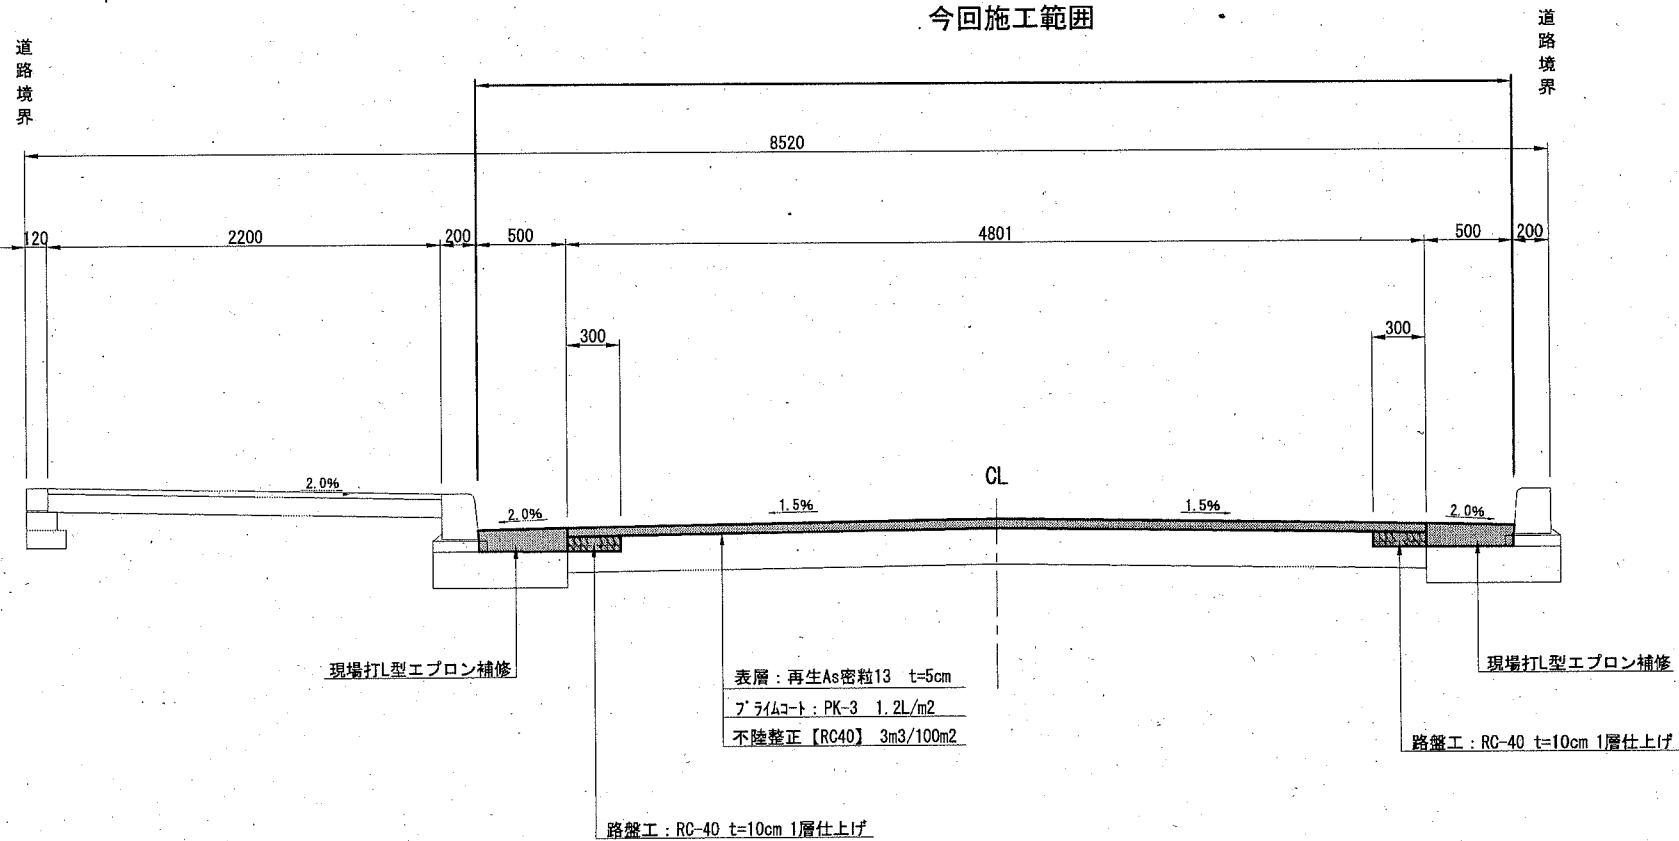 今回施工範囲
道路境界
道路境界
8520
120
2200
200
500
4801
500
200
300
300
CL
2.0%
2.0%
1.5%
1.5%
2.0%
現場打L型エプロン補修
表層：再生As密粒13 t=5cm
プライムコート：PK-3 1.2L/m2
不陸整正【RC40】 3m3/100m2
現場打L型エプロン補修
路盤工：RC-40 t=10cm 1層仕上げ
路盤工：RC-40 t=10cm 1層仕上げ